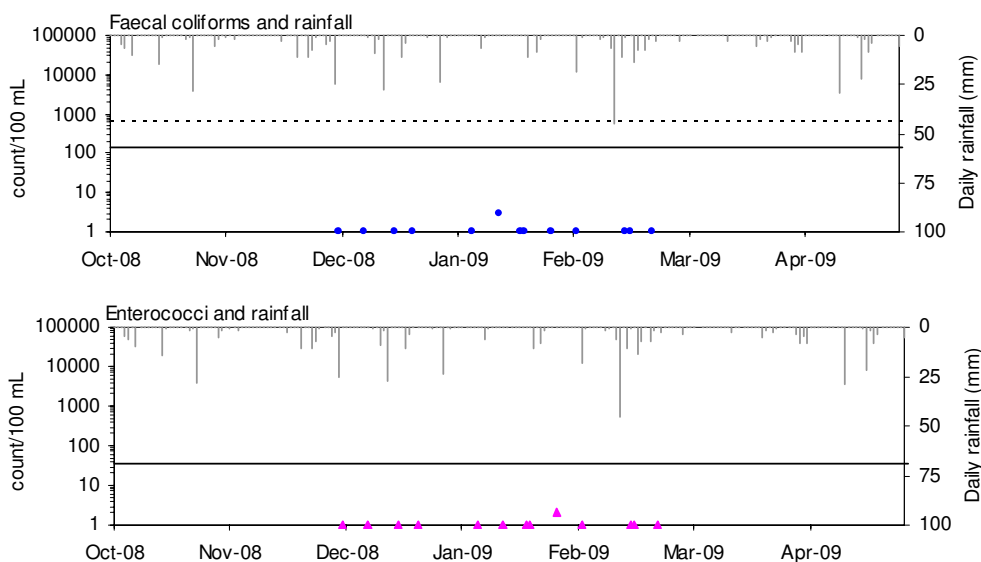 Faecal coliforms and rainfall
100000
10000
1000
100
10
1
count/100 mL
0
25
50
75
100
Daily rainfall (mm)
Oct-08 Nov-08 Dec-08 Jan-09 Feb-09 Mar-09 Apr-09
Enterococci and rainfall
100000
10000
1000
100
10
1
count/100 mL
0
25
50
75
100
Daily rainfall (mm)
Oct-08 Nov-08 Dec-08 Jan-09 Feb-09 Mar-09 Apr-09